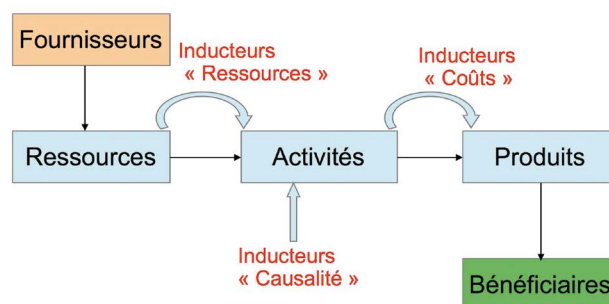 Fournisseurs
Inducteurs
« Ressources »
Inducteurs
« Coûts »
Ressources
Activités
Produits
Inducteurs
« Causalité »
Bénéficiaires